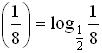 (1/8) = log_{1/2} 1/8